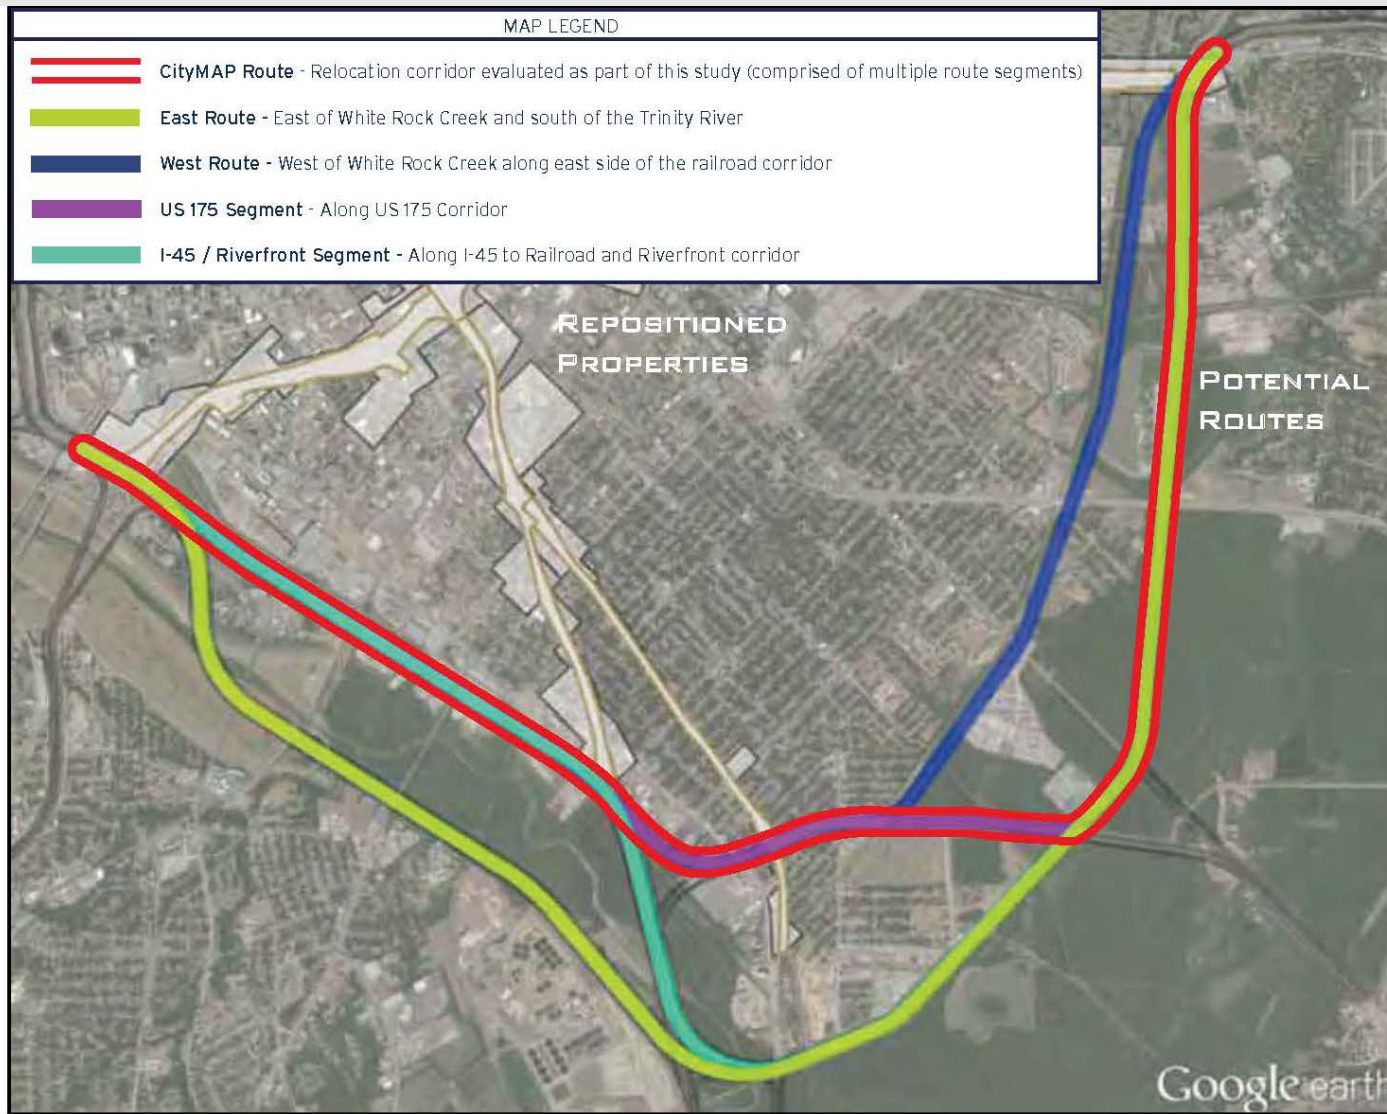 MAP LEGEND
CityMAP Route - Relocation corridor evaluated as part of this study (comprised of multiple route segments)
East Route - East of White Rock Creek and south of the Trinity River
West Route - West of White Rock Creek along east side of the railroad corridor
US 175 Segment - Along US 175 Corridor
I-45 / Riverfront Segment - Along I-45 to Railroad and Riverfront corridor
REPOSITIONED
PROPERTIES
POTENTIAL
ROUTES
Google earth